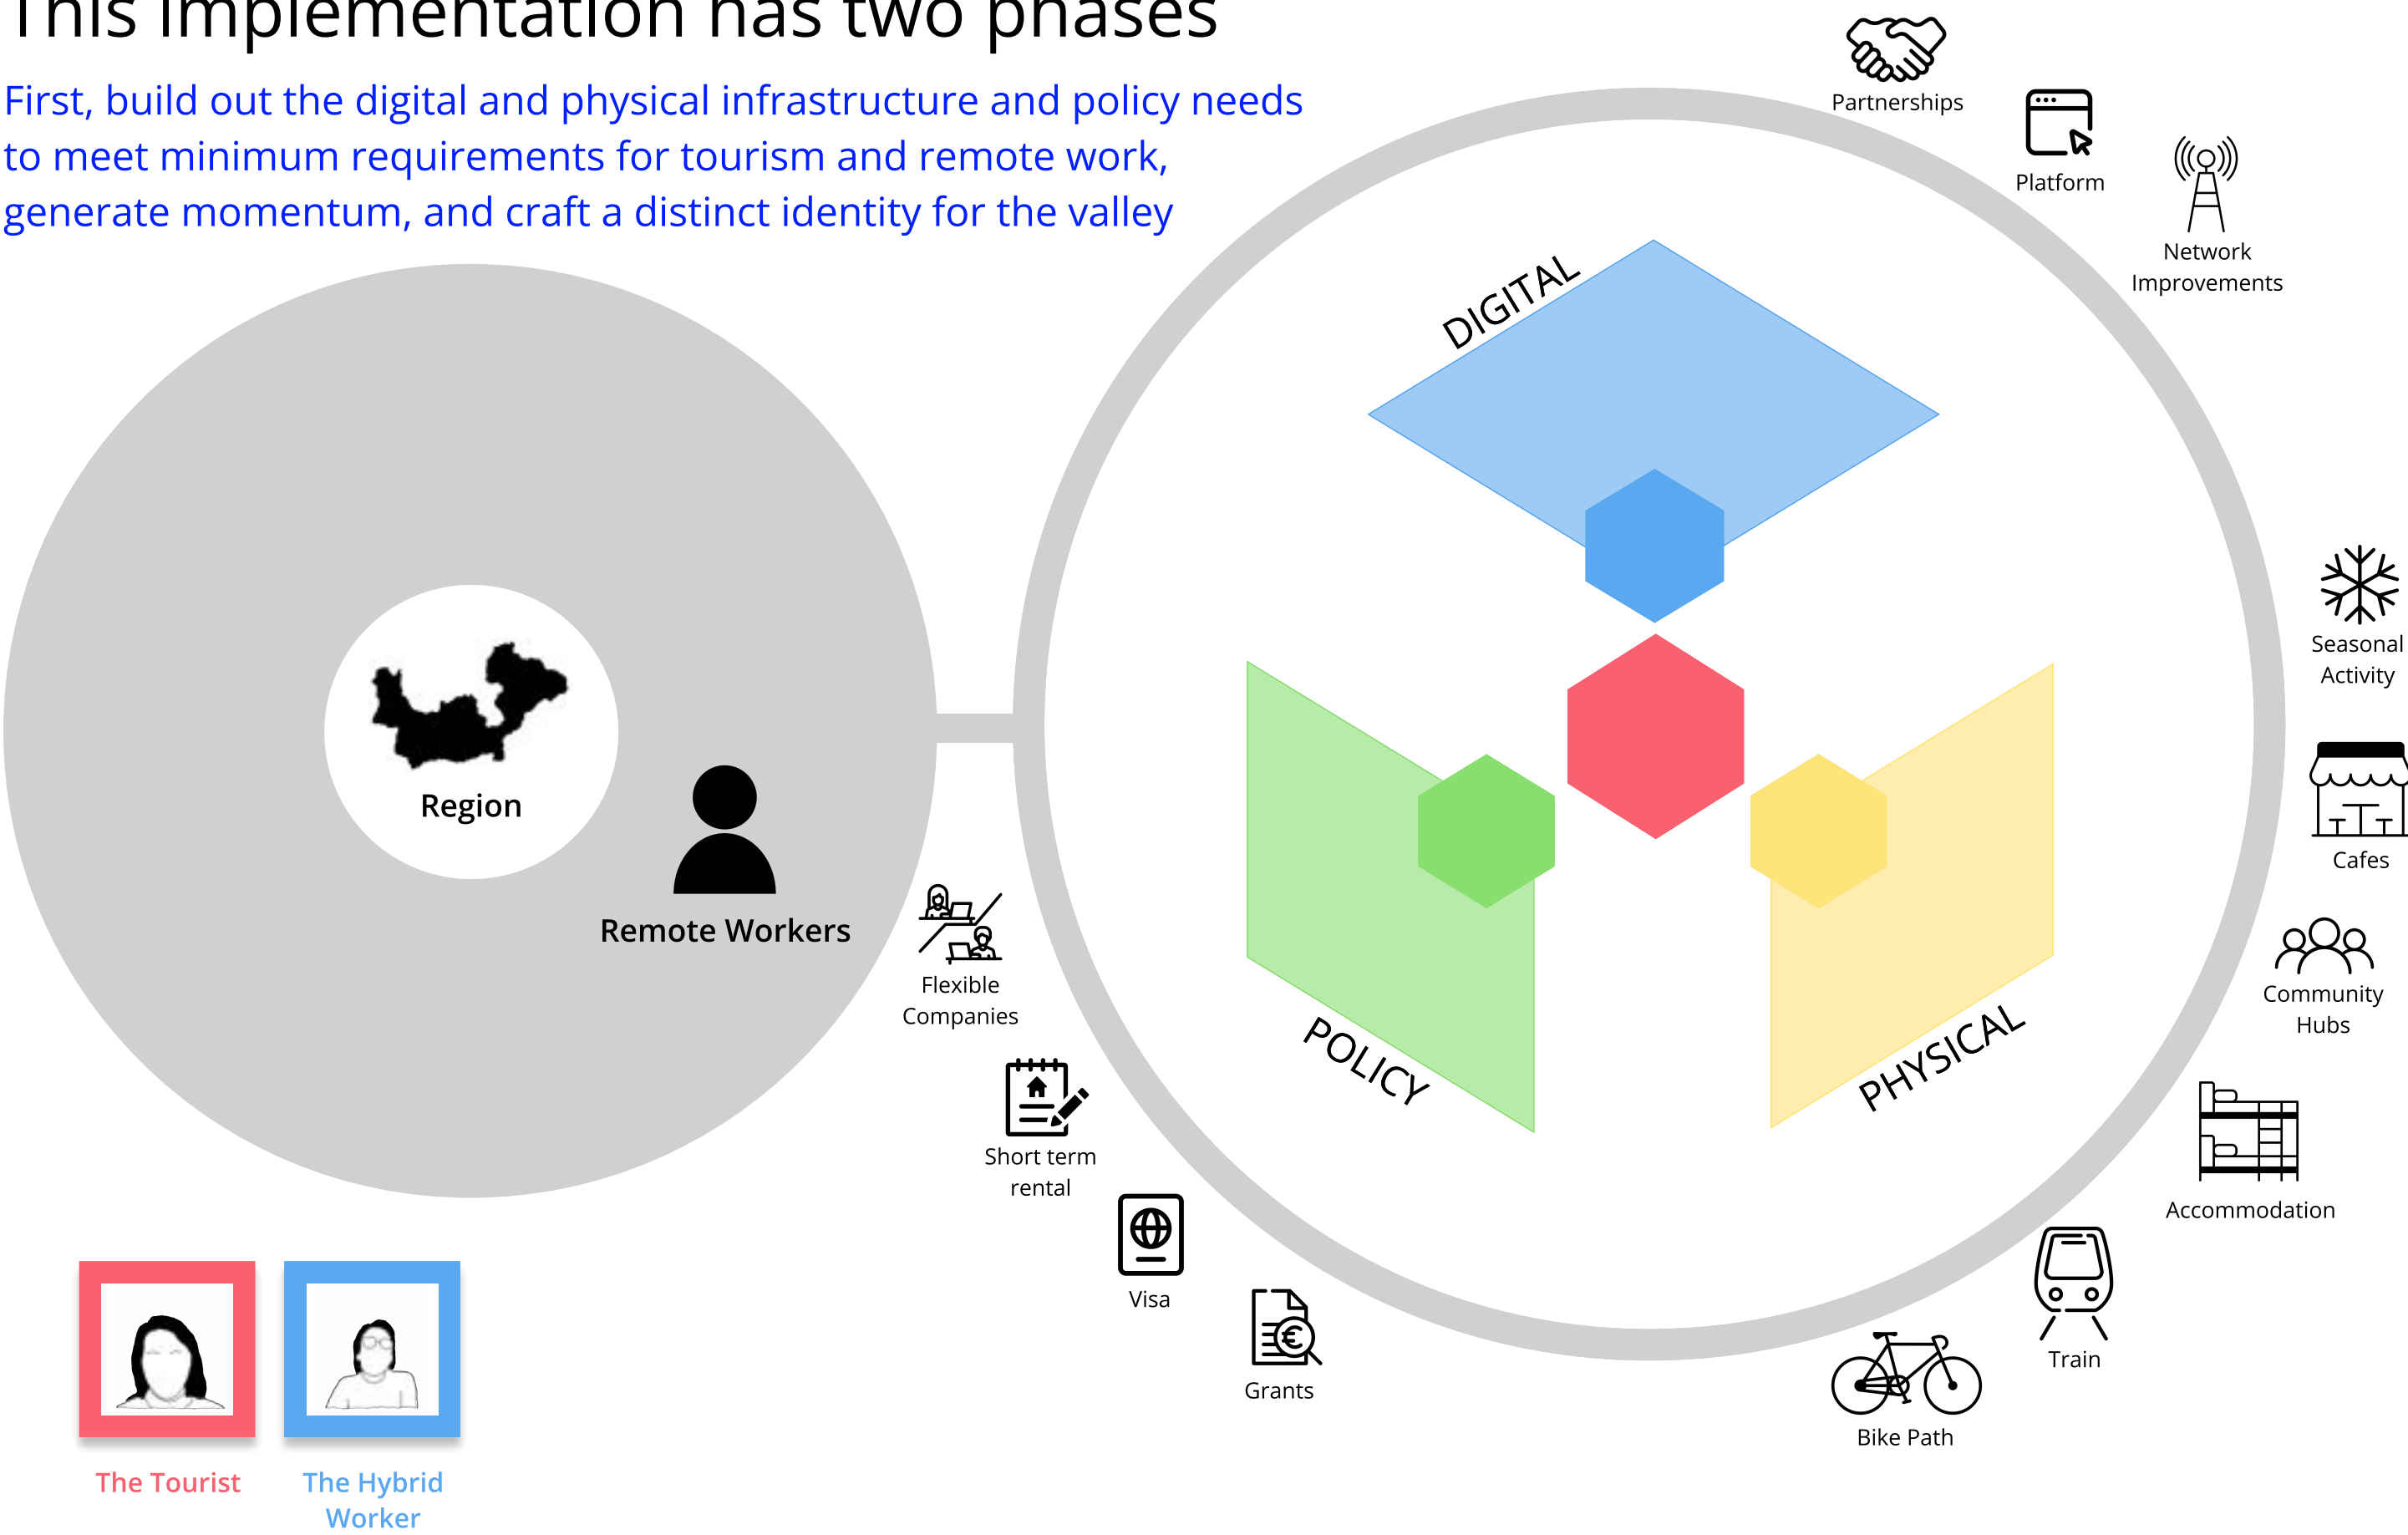 This implementation has two phases
First, build out the digital and physical infrastructure and policy needs
to meet minimum requirements for tourism and remote work,
generate momentum, and craft a distinct identity for the valley
Partnerships
Platform
Network
Improvements
DIGITAL
Seasonal
Activity
Region
Cafes
Remote Workers
Flexible
Companies
Community
Hubs
POLICY
PHYSICAL
Short term
rental
Accommodation
Visa
Train
Grants
Bike Path
The Tourist
The Hybrid
Worker